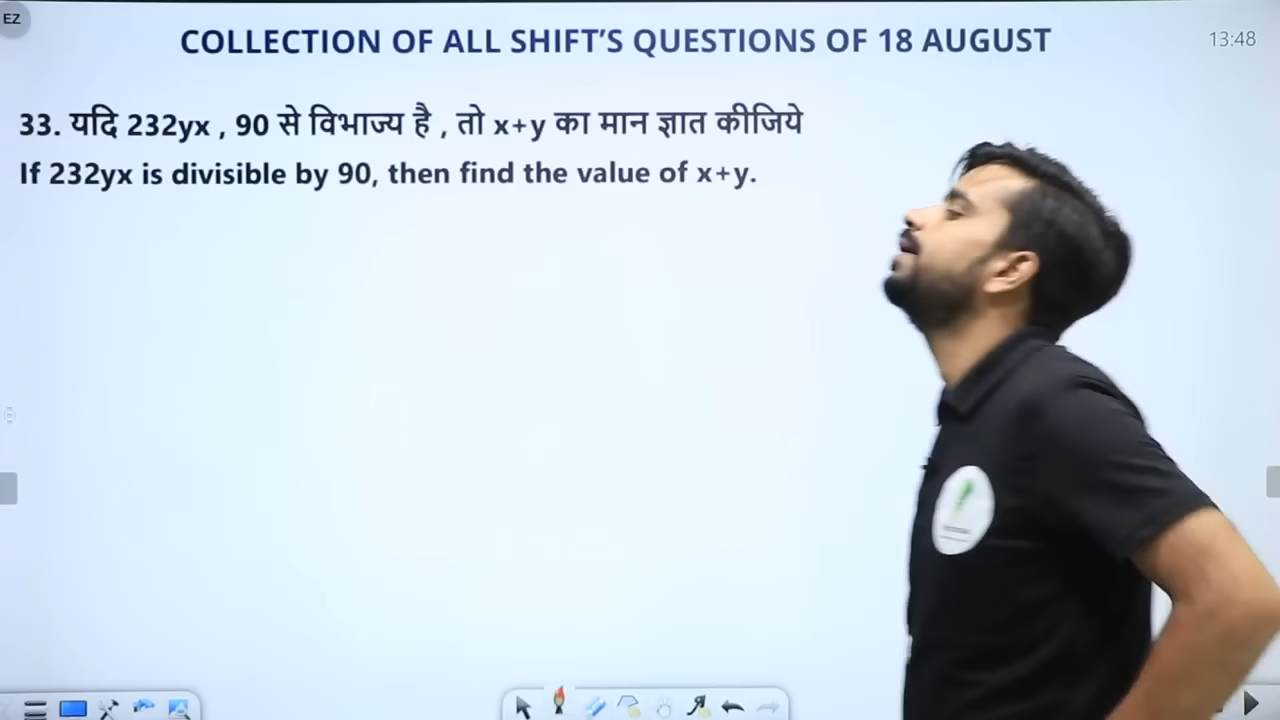 EZ
COLLECTION OF ALL SHIFT’S QUESTIONS OF 18 AUGUST
13:48
33. यदि 232yx , 90 से विभाज्य है , तो x+y का मान ज्ञात कीजिये
If 232yx is divisible by 90, then find the value of x+y.